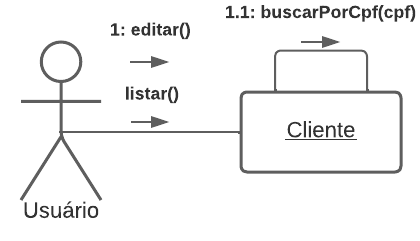 1.1: buscarPorCpf(cpf)
1: editar()
listar()
Cliente
Usuário